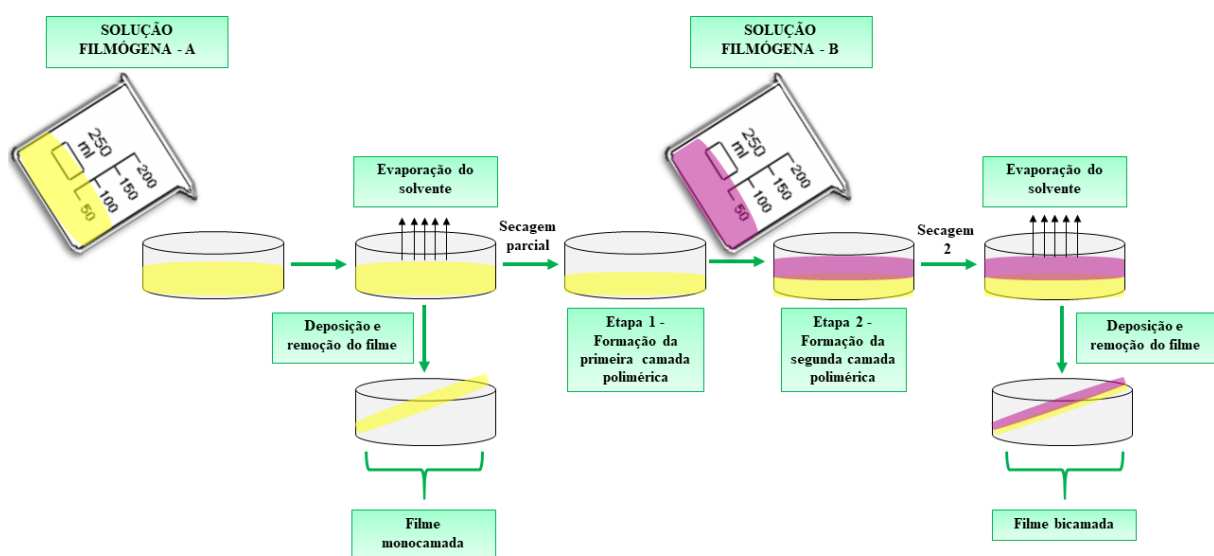 SOLUÇÃO
FILMÓGENA - A
SOLUÇÃO
FILMÓGENA - B
250
ml
200
150
100
50
250
ml
200
150
100
50
Evaporação do
solvente
Secagem
parcial
Evaporação do
solvente
Secagem
2
Deposição e
remoção do filme
Etapa 1 -
Formação da
primeira camada
polimérica
Etapa 2 -
Formação da
segunda camada
polimérica
Deposição e
remoção do filme
Filme
monocamada
Filme bicamada